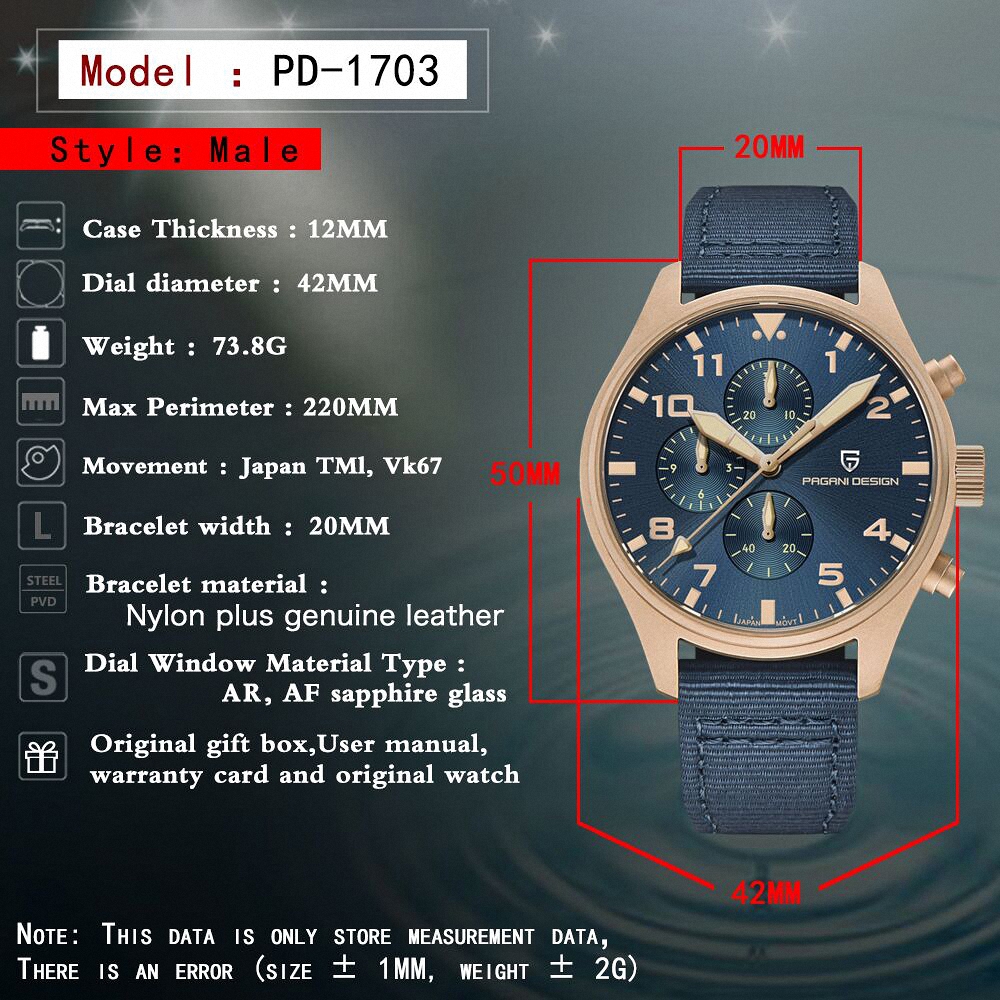 Model : PD-1703
Style: Male
20MM
Case Thickness : 12MM
Dial diameter : 42MM
Weight : 73.8G
Max Perimeter : 220MM
Movement : Japan TMl, Vk67
Bracelet width : 20MM
L
STEEL
PVD
Bracelet material :
Nylon plus genuine leather
S
Dial Window Material Type :
AR, AF sapphire glass
Original gift box,User manual,
warranty card and original watch
50MM
11 1
10 2
3
20 10
9 3
6
PAGANI DESIGN
8 4
40 20
7 5
JAPAN MOVT
42MM
Note: This data is only store measurement data,
There is an error (size ± 1MM, weight ± 2G)